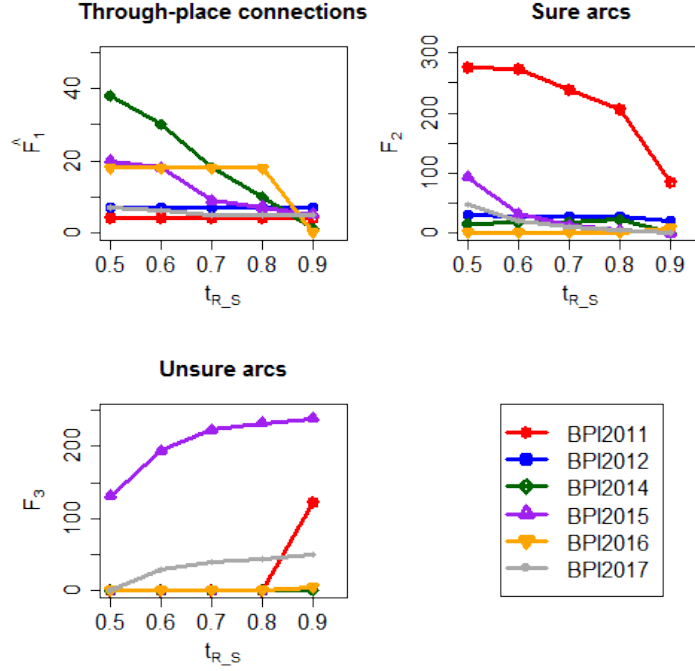 Through-place connections
F̂1
40
20
0
0.5 0.6 0.7 0.8 0.9
tR_S
Sure arcs
F2
300
100
0
0.5 0.6 0.7 0.8 0.9
tR_S
Unsure arcs
F3
200
100
0
0.5 0.6 0.7 0.8 0.9
tR_S
BPI2011
BPI2012
BPI2014
BPI2015
BPI2016
BPI2017